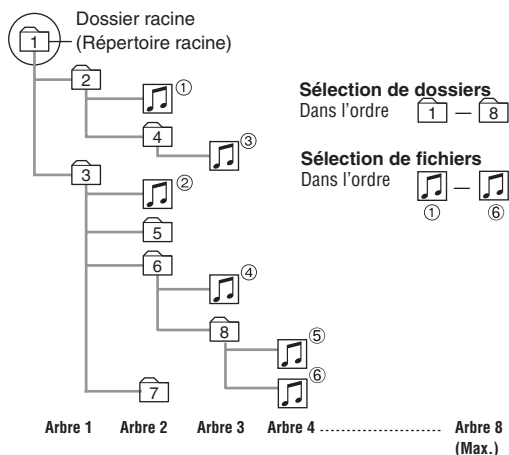 Dossier racine
(Répertoire racine)
1
2
①
4
③
3
②
5
6
④
8
⑤
⑥
7
Sélection de dossiers
Dans l'ordre 1 — 8
Sélection de fichiers
Dans l'ordre —
① ⑥
Arbre 1 Arbre 2 Arbre 3 Arbre 4 ........................ Arbre 8
(Max.)